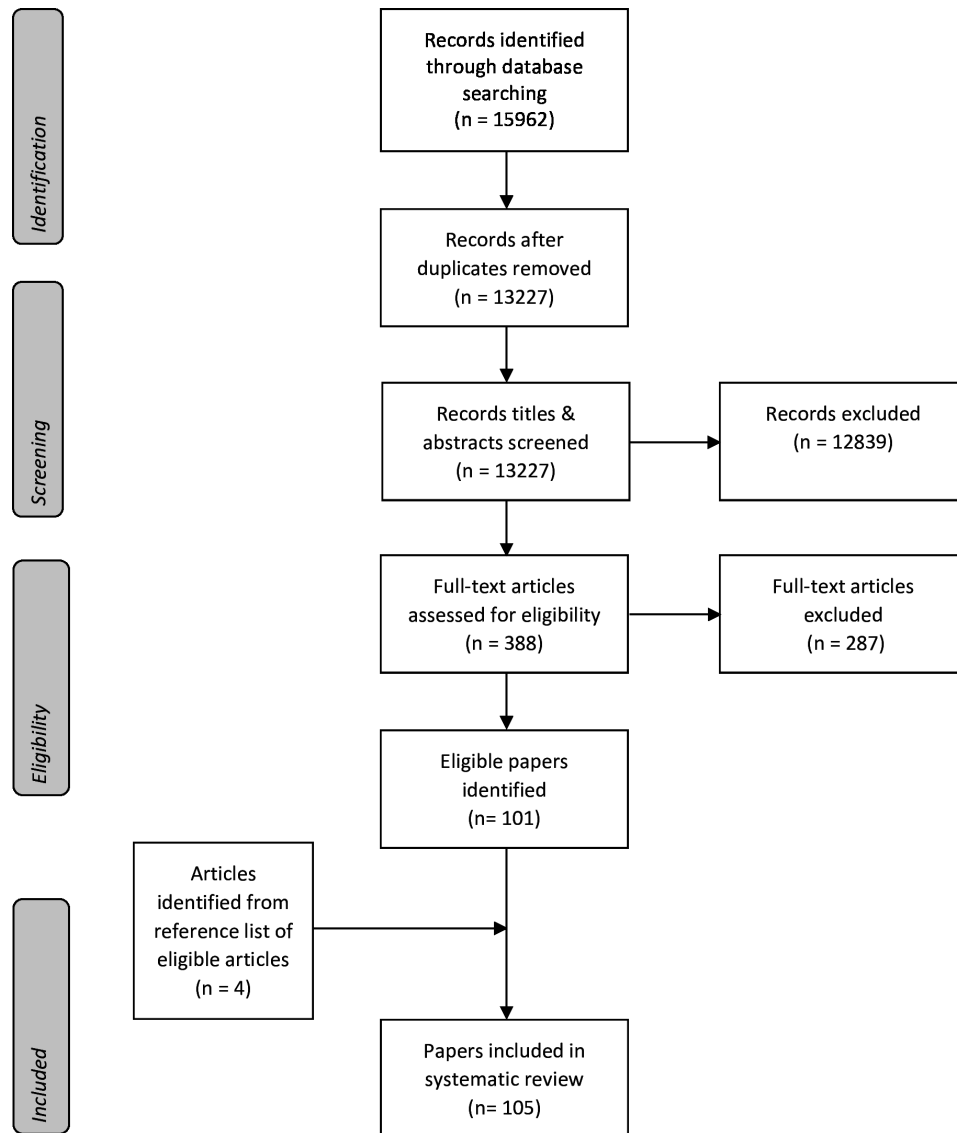 Identification
Records identified
through database
searching
(n = 15962)
Records after
duplicates removed
(n = 13227)
Screening
Records titles &
abstracts screened
(n = 13227)
Records excluded
(n = 12839)
Eligibility
Full-text articles
assessed for eligibility
(n = 388)
Full-text articles
excluded
(n = 287)
Eligible papers
identified
(n= 101)
Included
Articles
identified from
reference list of
eligible articles
(n = 4)
Papers included in
systematic review
(n= 105)